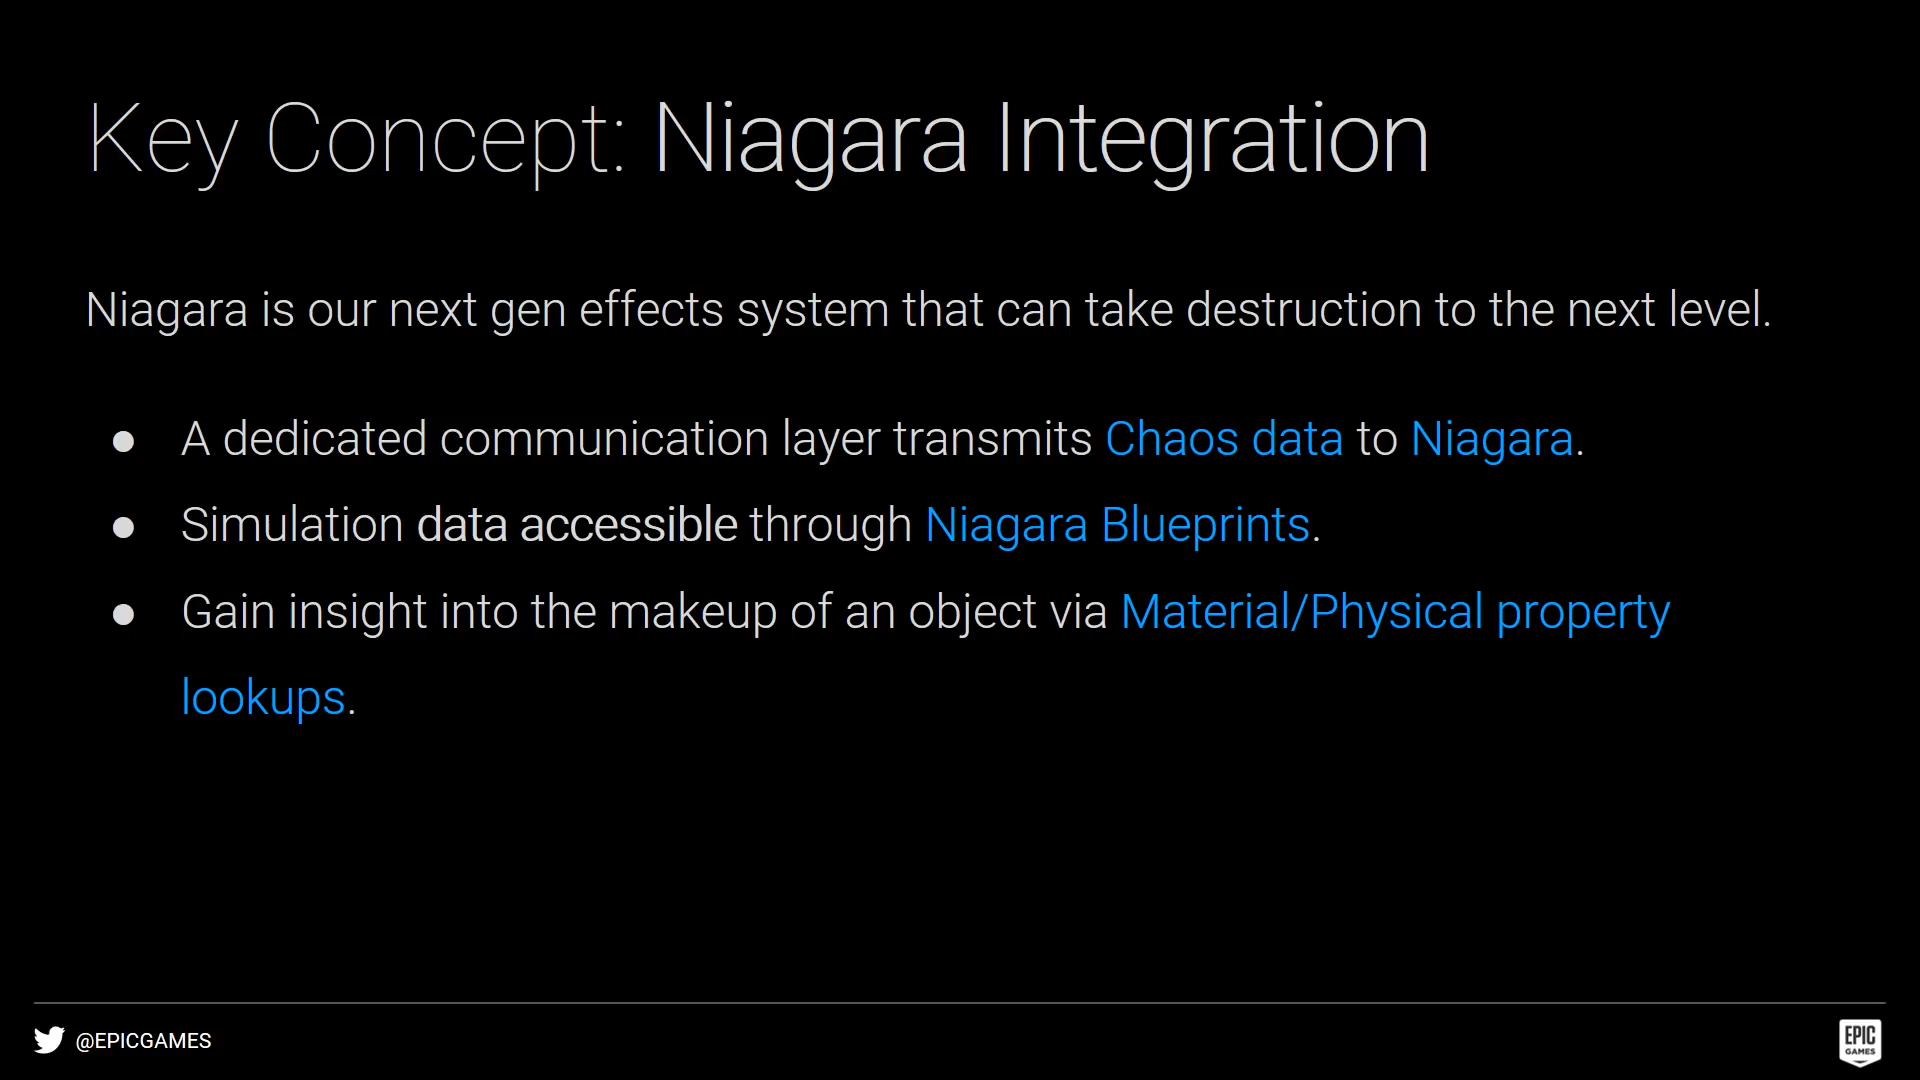 Key Concept: Niagara Integration
Niagara is our next gen effects system that can take destruction to the next level.
● A dedicated communication layer transmits Chaos data to Niagara.
● Simulation data accessible through Niagara Blueprints.
● Gain insight into the makeup of an object via Material/Physical property
lookups.
@EPICGAMES
EPIC
GAMES